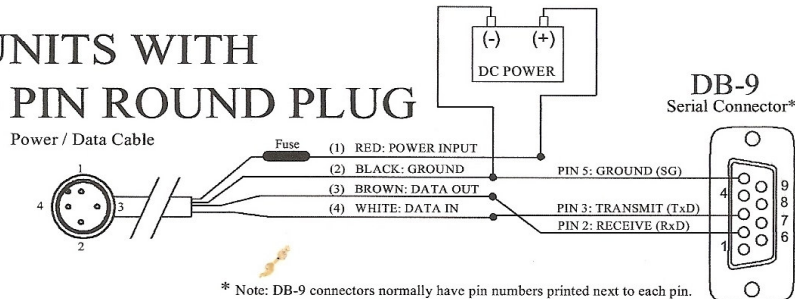 UNITS WITH
PIN ROUND PLUG
Power / Data Cable
(-) (+)
DC POWER
DB-9
Serial Connector*
Fuse
(1) RED: POWER INPUT
(2) BLACK: GROUND
(3) BROWN: DATA OUT
(4) WHITE: DATA IN
PIN 5: GROUND (SG)
PIN 3: TRANSMIT (TxD)
PIN 2: RECEIVE (RxD)
1
4
3
2
4
9
8
7
6
1
* Note: DB-9 connectors normally have pin numbers printed next to each pin.